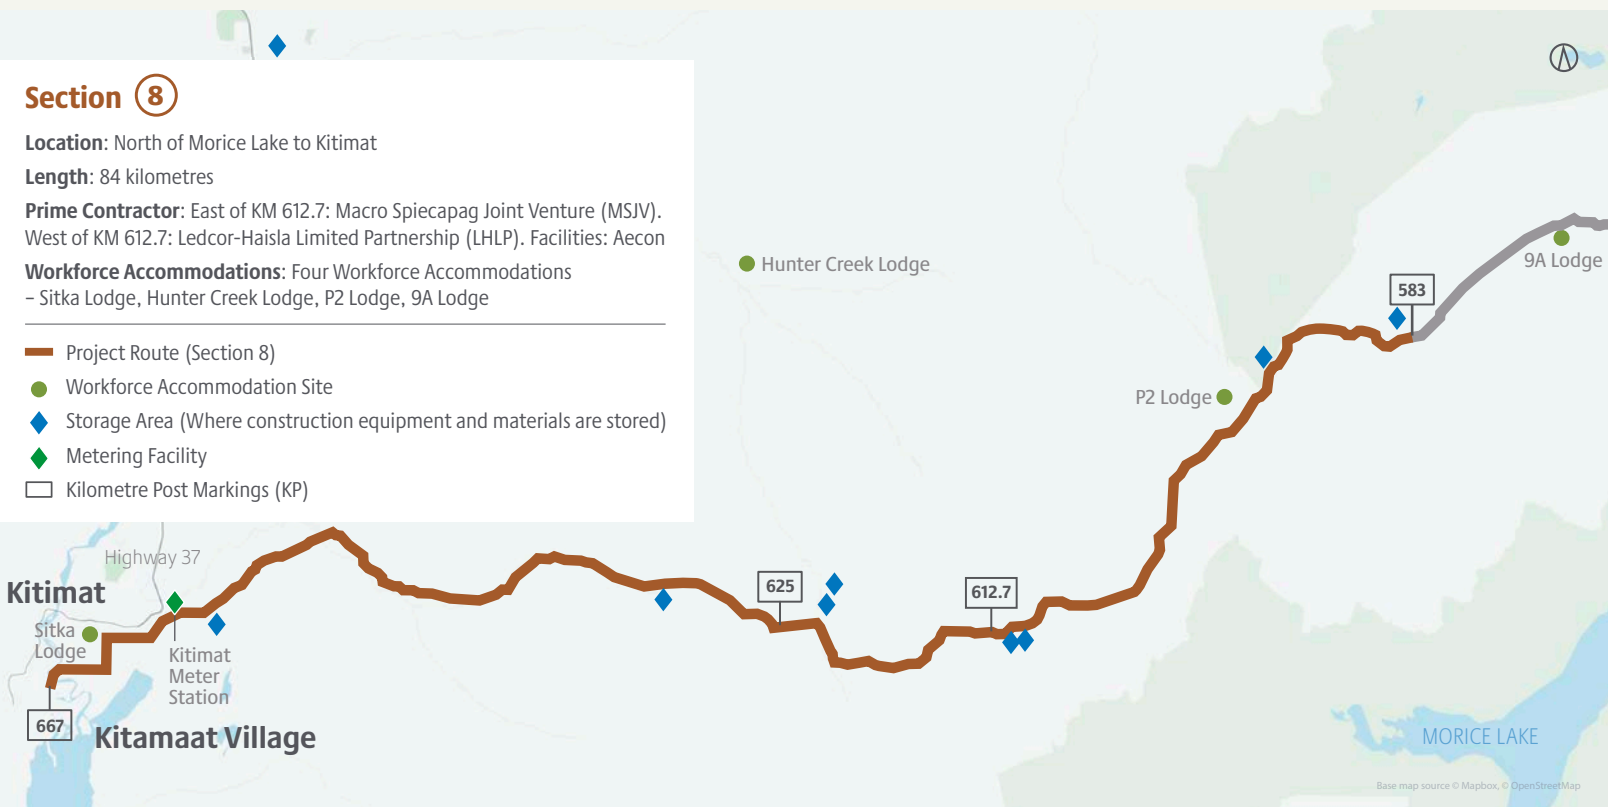 Section 8
Location: North of Morice Lake to Kitimat
Length: 84 kilometres
Prime Contractor: East of KM 612.7: Macro Spiecapag Joint Venture (MSJV).
West of KM 612.7: Ledcor-Haisla Limited Partnership (LHLP). Facilities: Aecon
Workforce Accommodations: Four Workforce Accommodations
– Sitka Lodge, Hunter Creek Lodge, P2 Lodge, 9A Lodge
Project Route (Section 8)
Workforce Accommodation Site
Storage Area (Where construction equipment and materials are stored)
Metering Facility
Kilometre Post Markings (KP)
Hunter Creek Lodge
9A Lodge
583
P2 Lodge
Highway 37
Kitimat
625
612.7
Sitka
Lodge
Kitimat
Meter
Station
667
Kitamaat Village
MORICE LAKE
Base map source © Mapbox, © OpenStreetMap